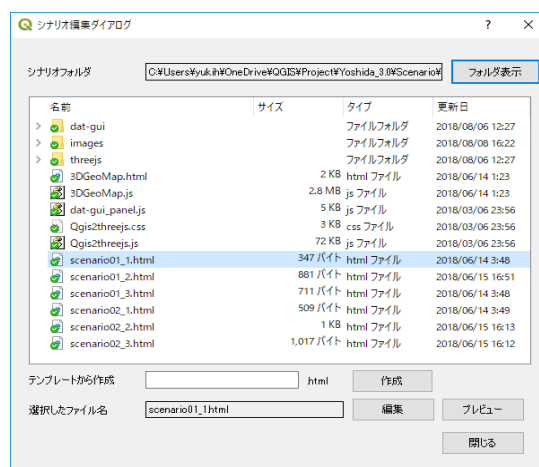 シナリオ編集ダイアログ ? ×
シナリオフォルダ C:¥Users¥yukih¥OneDrive¥QGIS¥Project¥Yoshida_3.0¥Scenario¥ フォルダ表示
名前 サイズ タイプ 更新日
dat-gui ファイルフォルダ 2018/08/06 12:27
images ファイルフォルダ 2018/08/08 16:22
threejs ファイルフォルダ 2018/08/06 12:27
3DGeoMap.html 2 KB html ファイル 2018/06/14 1:23
3DGeoMap.js 2.8 MB js ファイル 2018/06/14 1:23
dat-gui_panel.js 5 KB js ファイル 2018/03/06 23:56
Qgis2threejs.css 3 KB css ファイル 2018/03/06 23:56
Qgis2threejs.js 72 KB js ファイル 2018/03/06 23:56
scenario01_1.html 347 バイト html ファイル 2018/06/14 3:48
scenario01_2.html 881 バイト html ファイル 2018/06/15 16:51
scenario01_3.html 711 バイト html ファイル 2018/06/14 3:48
scenario02_1.html 509 バイト html ファイル 2018/06/14 3:49
scenario02_2.html 1 KB html ファイル 2018/06/15 16:13
scenario02_3.html 1,017 バイト html ファイル 2018/06/15 16:12
テンプレートから作成 html 作成
選択したファイル名 scenario01_1.html 編集 プレビュー
閉じる